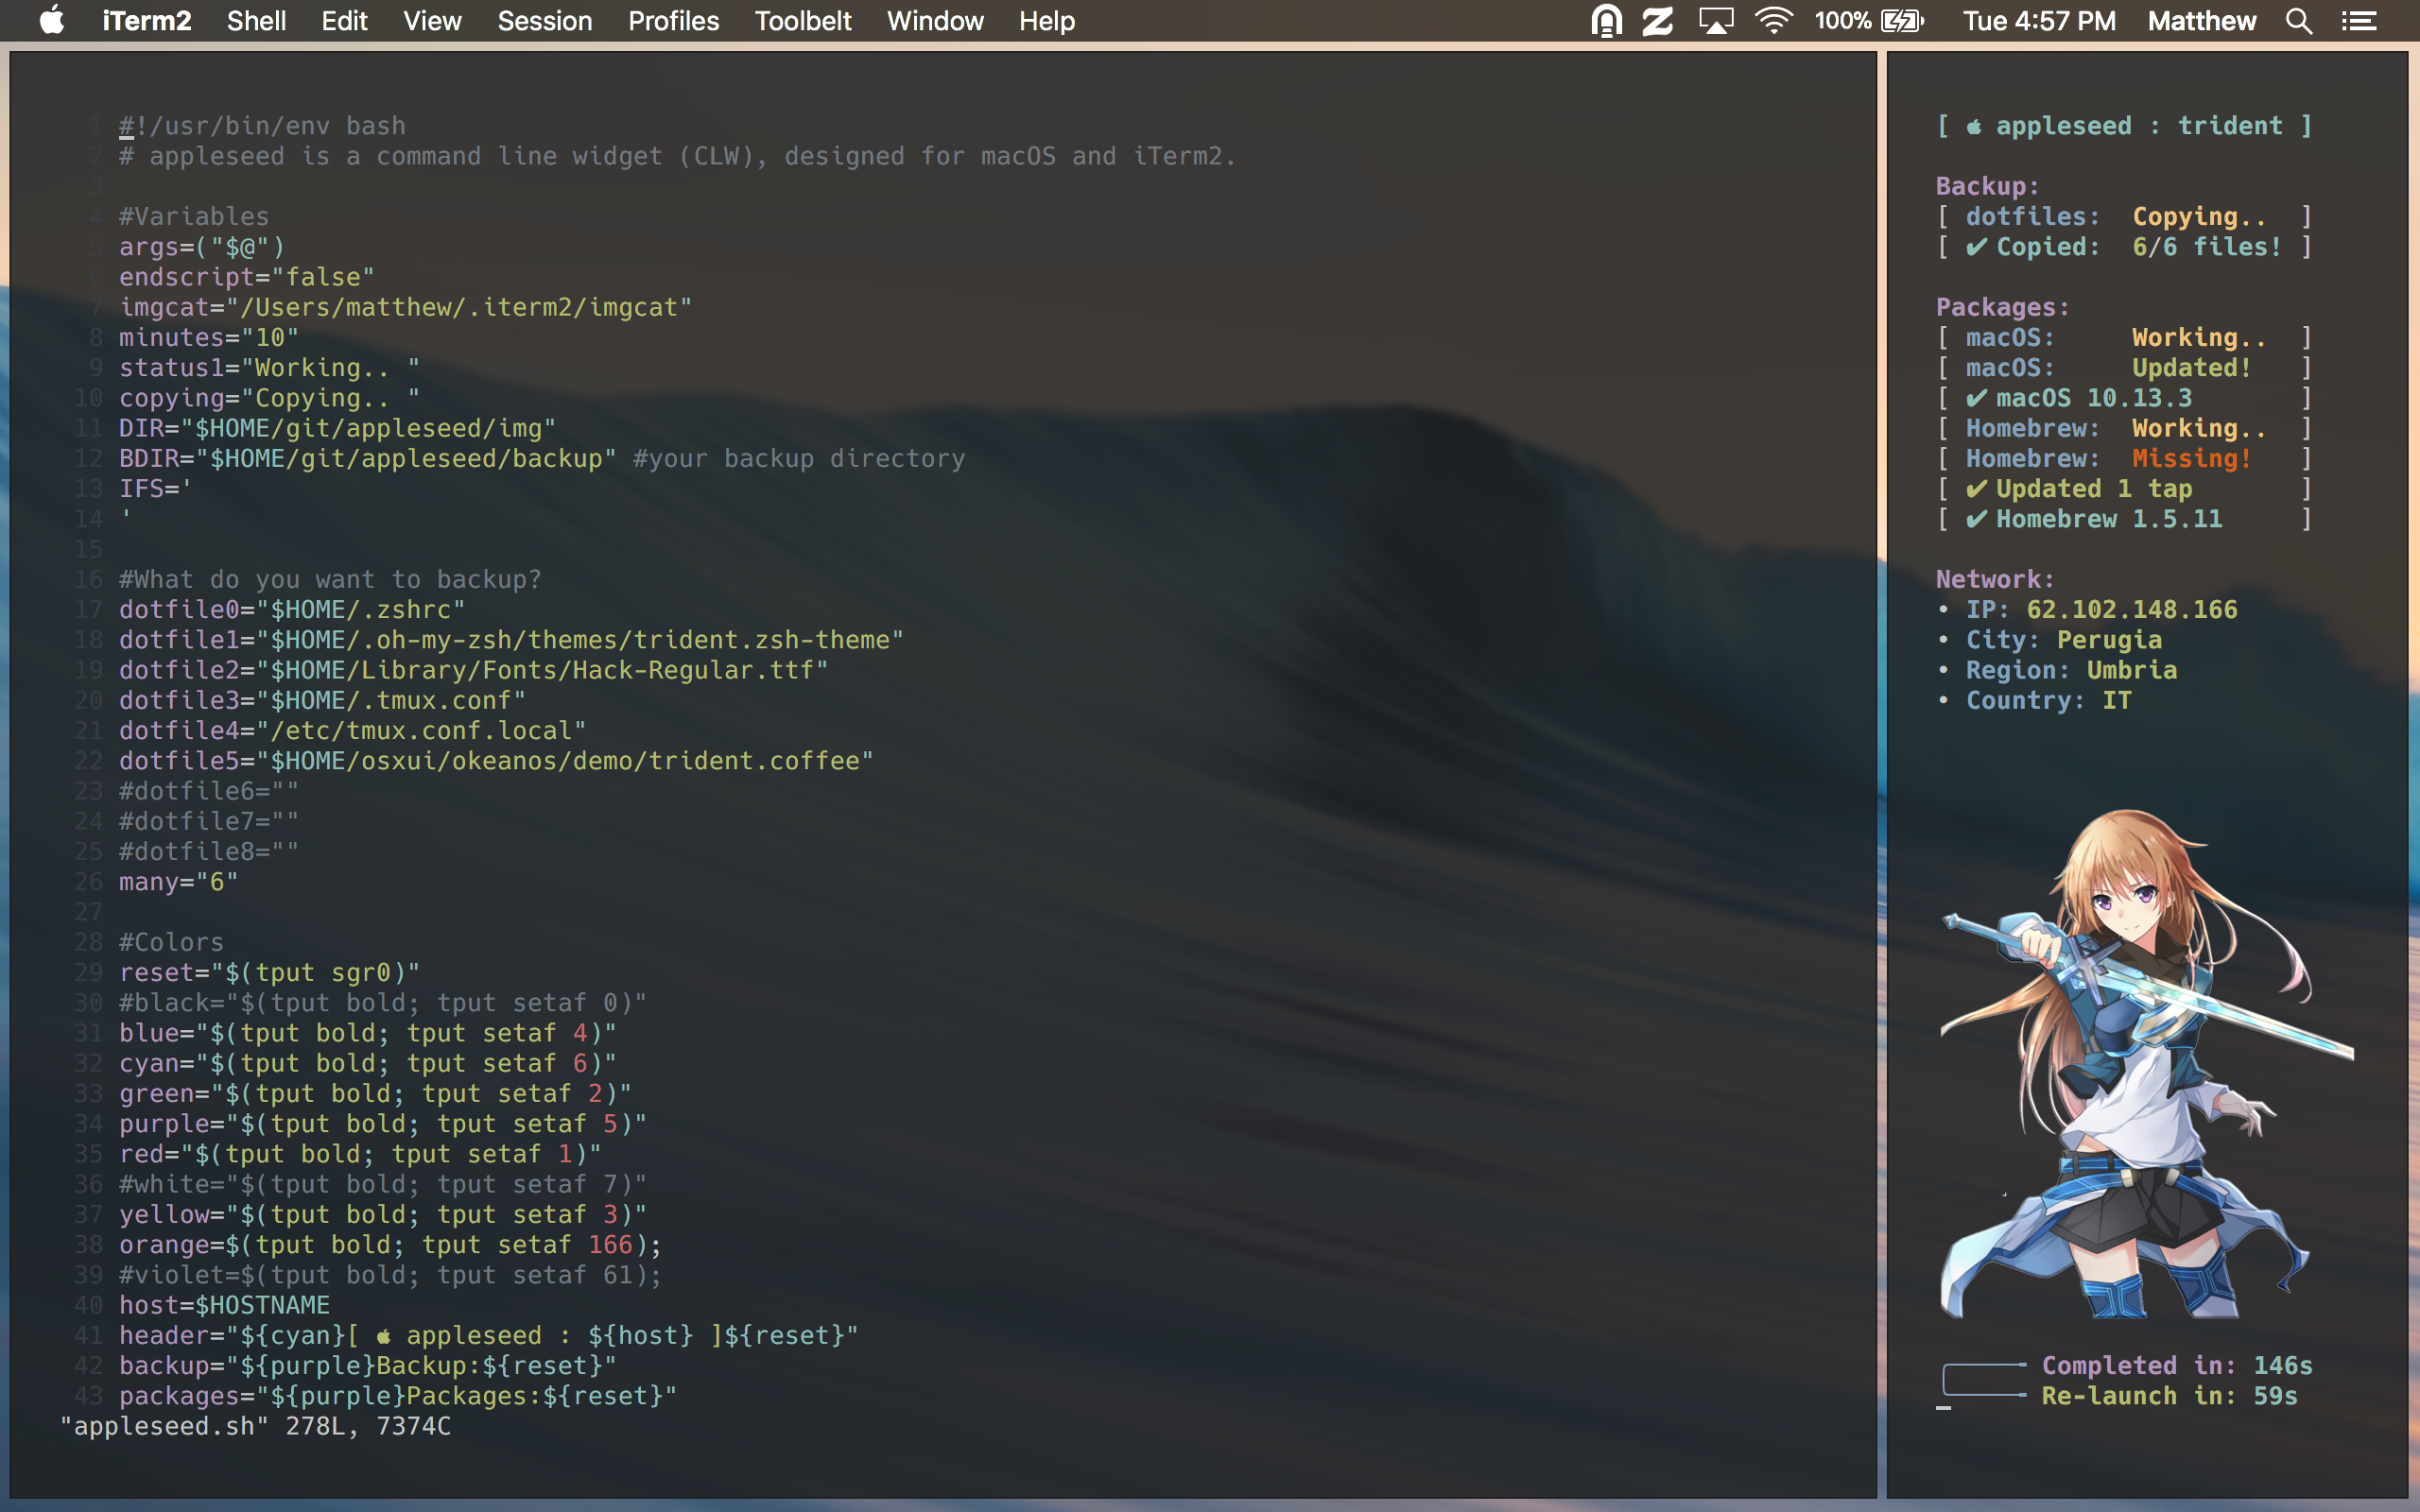 iTerm2 Shell Edit View Session Profiles Toolbelt Window Help 100% Tue 4:57 PM Matthew
1 #!/usr/bin/env bash
2 # appleseed is a command line widget (CLW), designed for macOS and iTerm2.
3
4 #Variables
5 args=("$@")
6 endscript="false"
7 imgcat="/Users/matthew/.iterm2/imgcat"
8 minutes="10"
9 status1="Working.. "
10 copying="Copying.. "
11 DIR="$HOME/git/appleseed/img"
12 BDIR="$HOME/git/appleseed/backup" #your backup directory
13 IFS='
14 '
15
16 #What do you want to backup?
17 dotfile0="$HOME/.zshrc"
18 dotfile1="$HOME/.oh-my-zsh/themes/trident.zsh-theme"
19 dotfile2="$HOME/Library/Fonts/Hack-Regular.ttf"
20 dotfile3="$HOME/.tmux.conf"
21 dotfile4="/etc/tmux.conf.local"
22 dotfile5="$HOME/osxui/okeanos/demo/trident.coffee"
23 #dotfile6=""
24 #dotfile7=""
25 #dotfile8=""
26 many="6"
27
28 #Colors
29 reset="$(tput sgr0)"
30 #black="$(tput bold; tput setaf 0)"
31 blue="$(tput bold; tput setaf 4)"
32 cyan="$(tput bold; tput setaf 6)"
33 green="$(tput bold; tput setaf 2)"
34 purple="$(tput bold; tput setaf 5)"
35 red="$(tput bold; tput setaf 1)"
36 #white="$(tput bold; tput setaf 7)"
37 yellow="$(tput bold; tput setaf 3)"
38 orange=$(tput bold; tput setaf 166);
39 #violet=$(tput bold; tput setaf 61);
40 host=$HOSTNAME
41 header="${cyan}[  appleseed : ${host} ]${reset}"
42 backup="${purple}Backup:${reset}"
43 packages="${purple}Packages:${reset}"
"appleseed.sh" 278L, 7374C
[  appleseed : trident ]
Backup:
[ dotfiles: Copying.. ]
[ ✔ Copied: 6/6 files! ]
Packages:
[ macOS: Working.. ]
[ macOS: Updated! ]
[ ✔ macOS 10.13.3 ]
[ Homebrew: Working.. ]
[ Homebrew: Missing! ]
[ ✔ Updated 1 tap ]
[ ✔ Homebrew 1.5.11 ]
Network:
• IP: 62.102.148.166
• City: Perugia
• Region: Umbria
• Country: IT
Completed in: 146s
Re-launch in: 59s